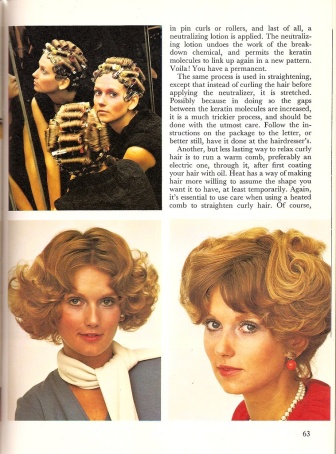 in pin curls or rollers, and last of all, a
neutralizing lotion is applied. The neutraliz-
ing lotion undoes the work of the break-
down chemical, and permits the keratin
molecules to link up again in a new pattern.
Voila! You have a permanent.
The same process is used in straightening,
except that instead of curling the hair before
applying the neutralizer, it is stretched.
Possibly because in doing so the gaps
between the keratin molecules are increased,
it is a much trickier process, and should be
done with the utmost care. Follow the in-
structions on the package to the letter, or
better still, have it done at the hairdresser's.
Another, but less lasting way to relax curly
hair is to run a warm comb, preferably an
electric one, through it, after first coating
your hair with oil. Heat has a way of making
hair more willing to assume the shape you
want it to have, at least temporarily. Again,
it's essential to use care when using a heated
comb to straighten curly hair. Of course,
63